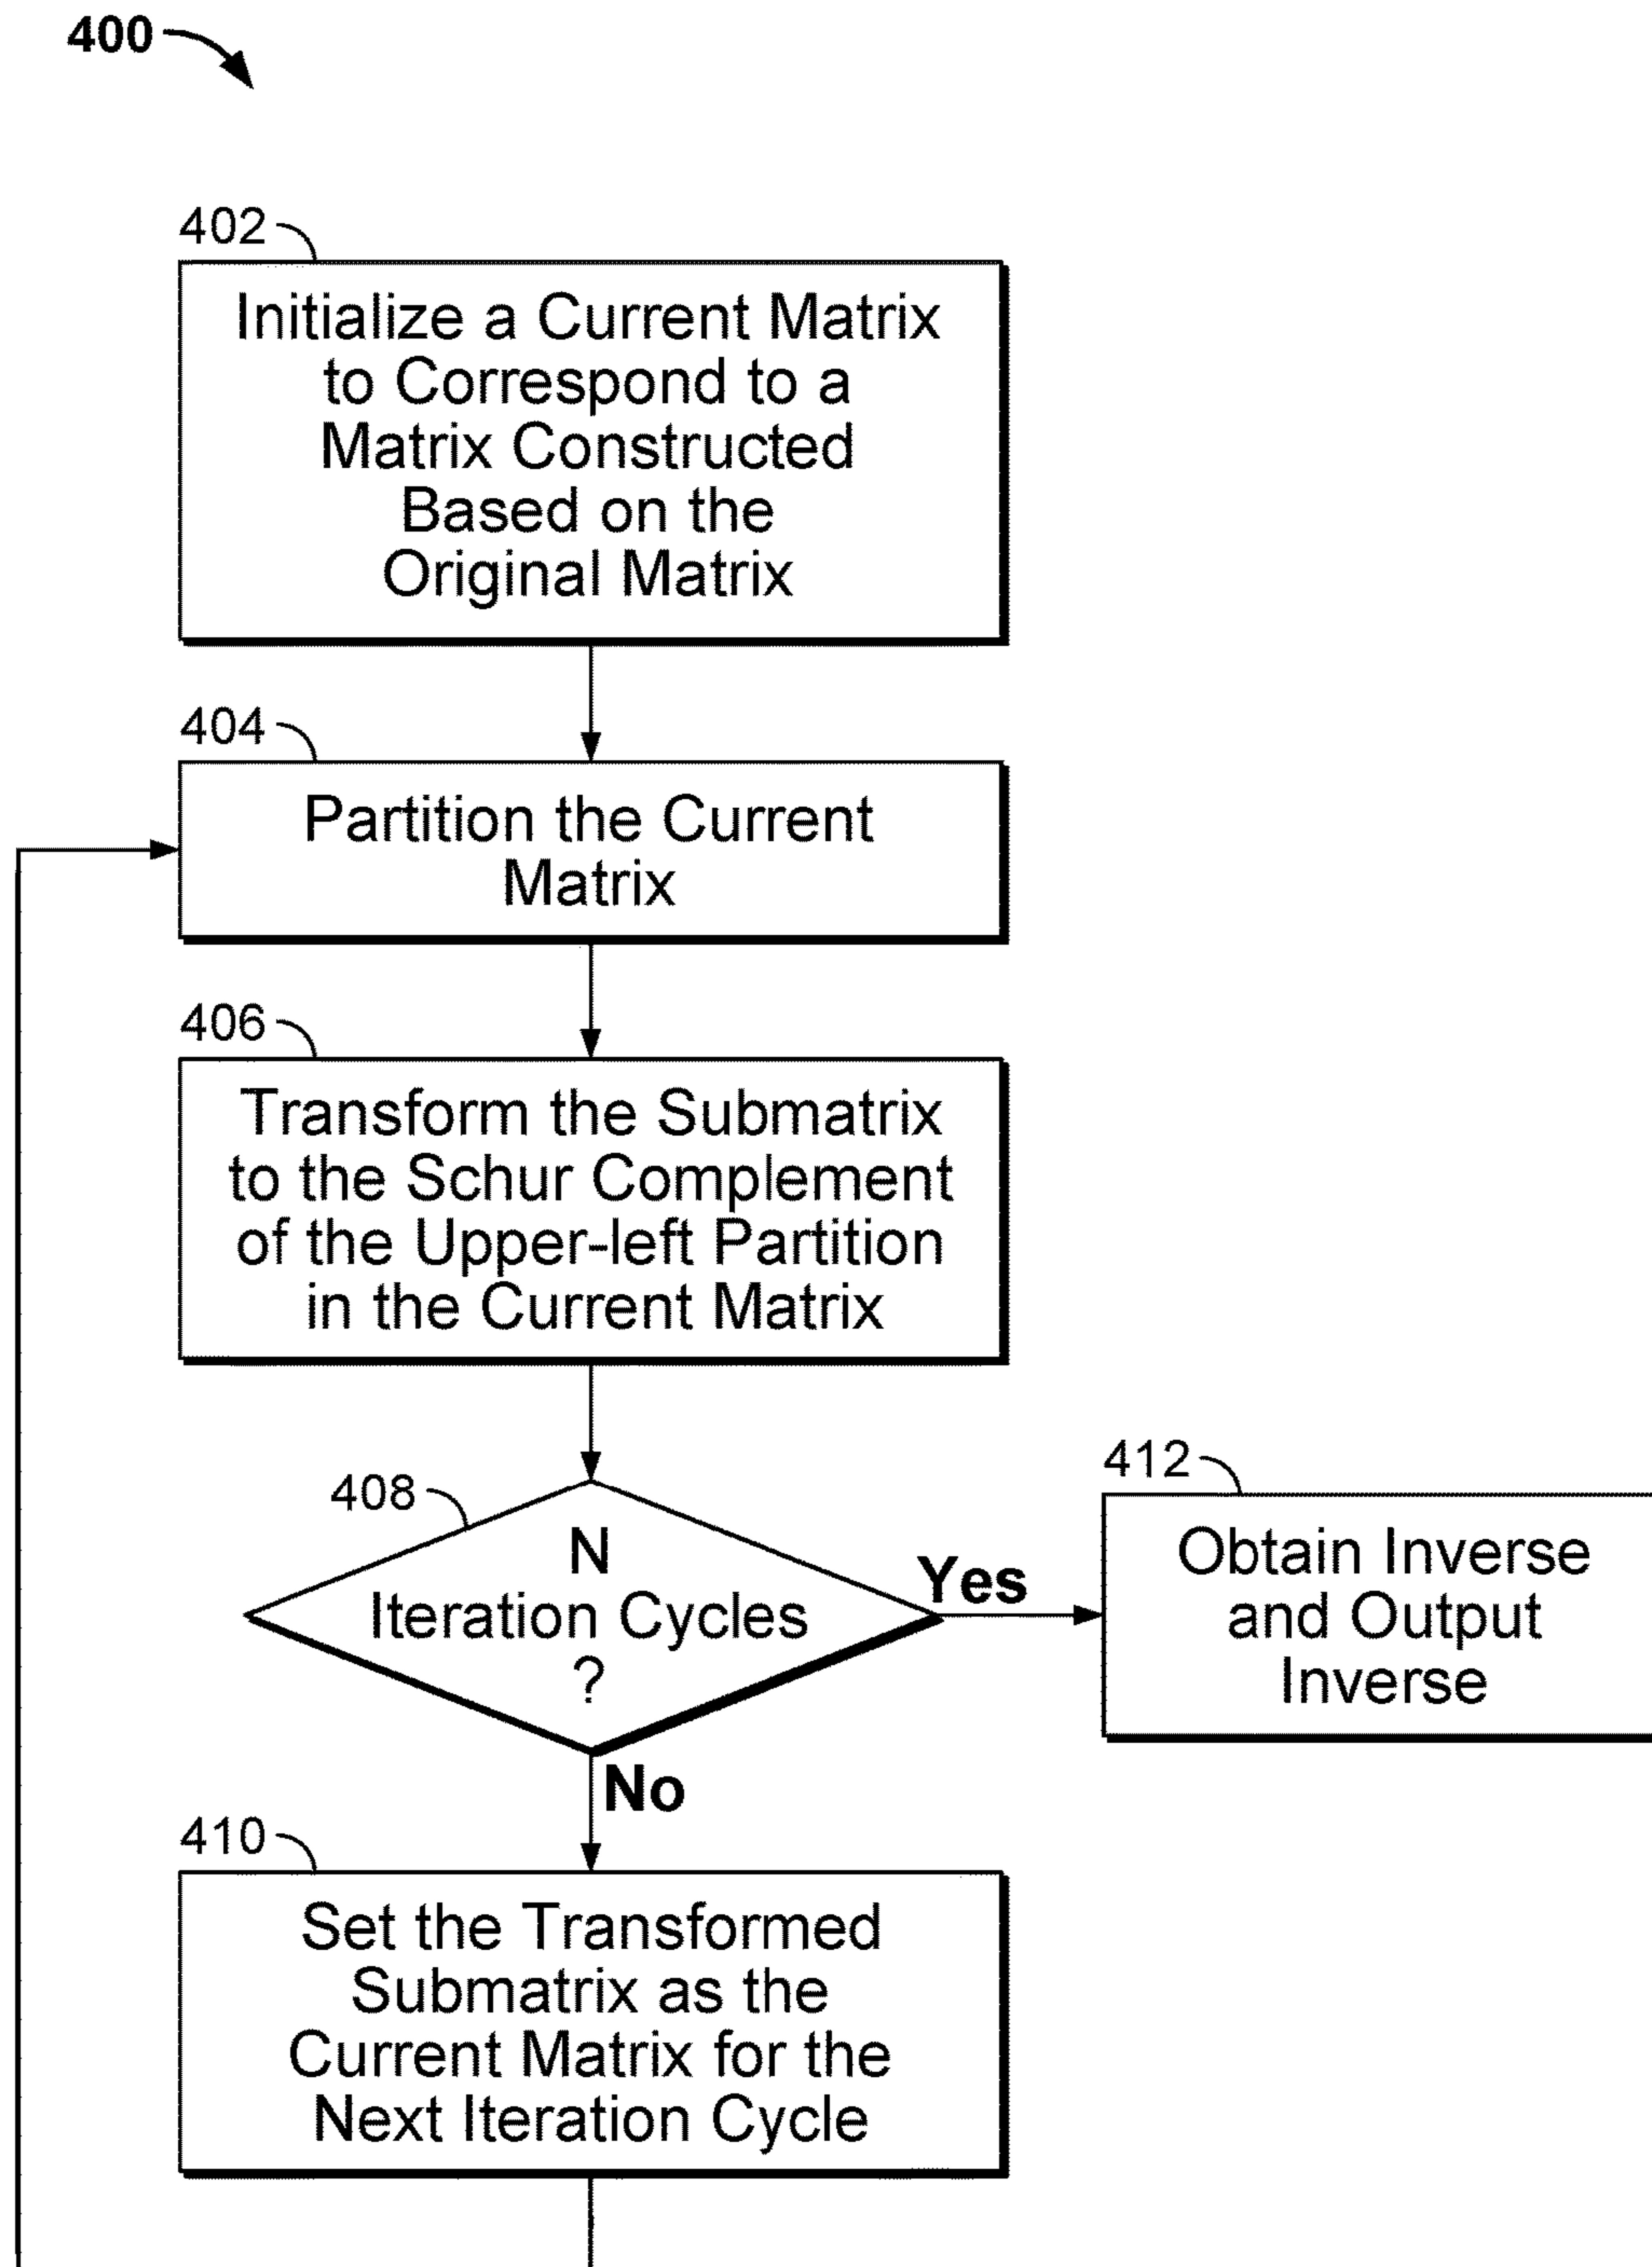 400
402
Initialize a Current Matrix
to Correspond to a
Matrix Constructed
Based on the
Original Matrix
404
Partition the Current
Matrix
406
Transform the Submatrix
to the Schur Complement
of the Upper-left Partition
in the Current Matrix
408
N
Iteration Cycles
?
Yes
412
Obtain Inverse
and Output
Inverse
No
410
Set the Transformed
Submatrix as the
Current Matrix for the
Next Iteration Cycle